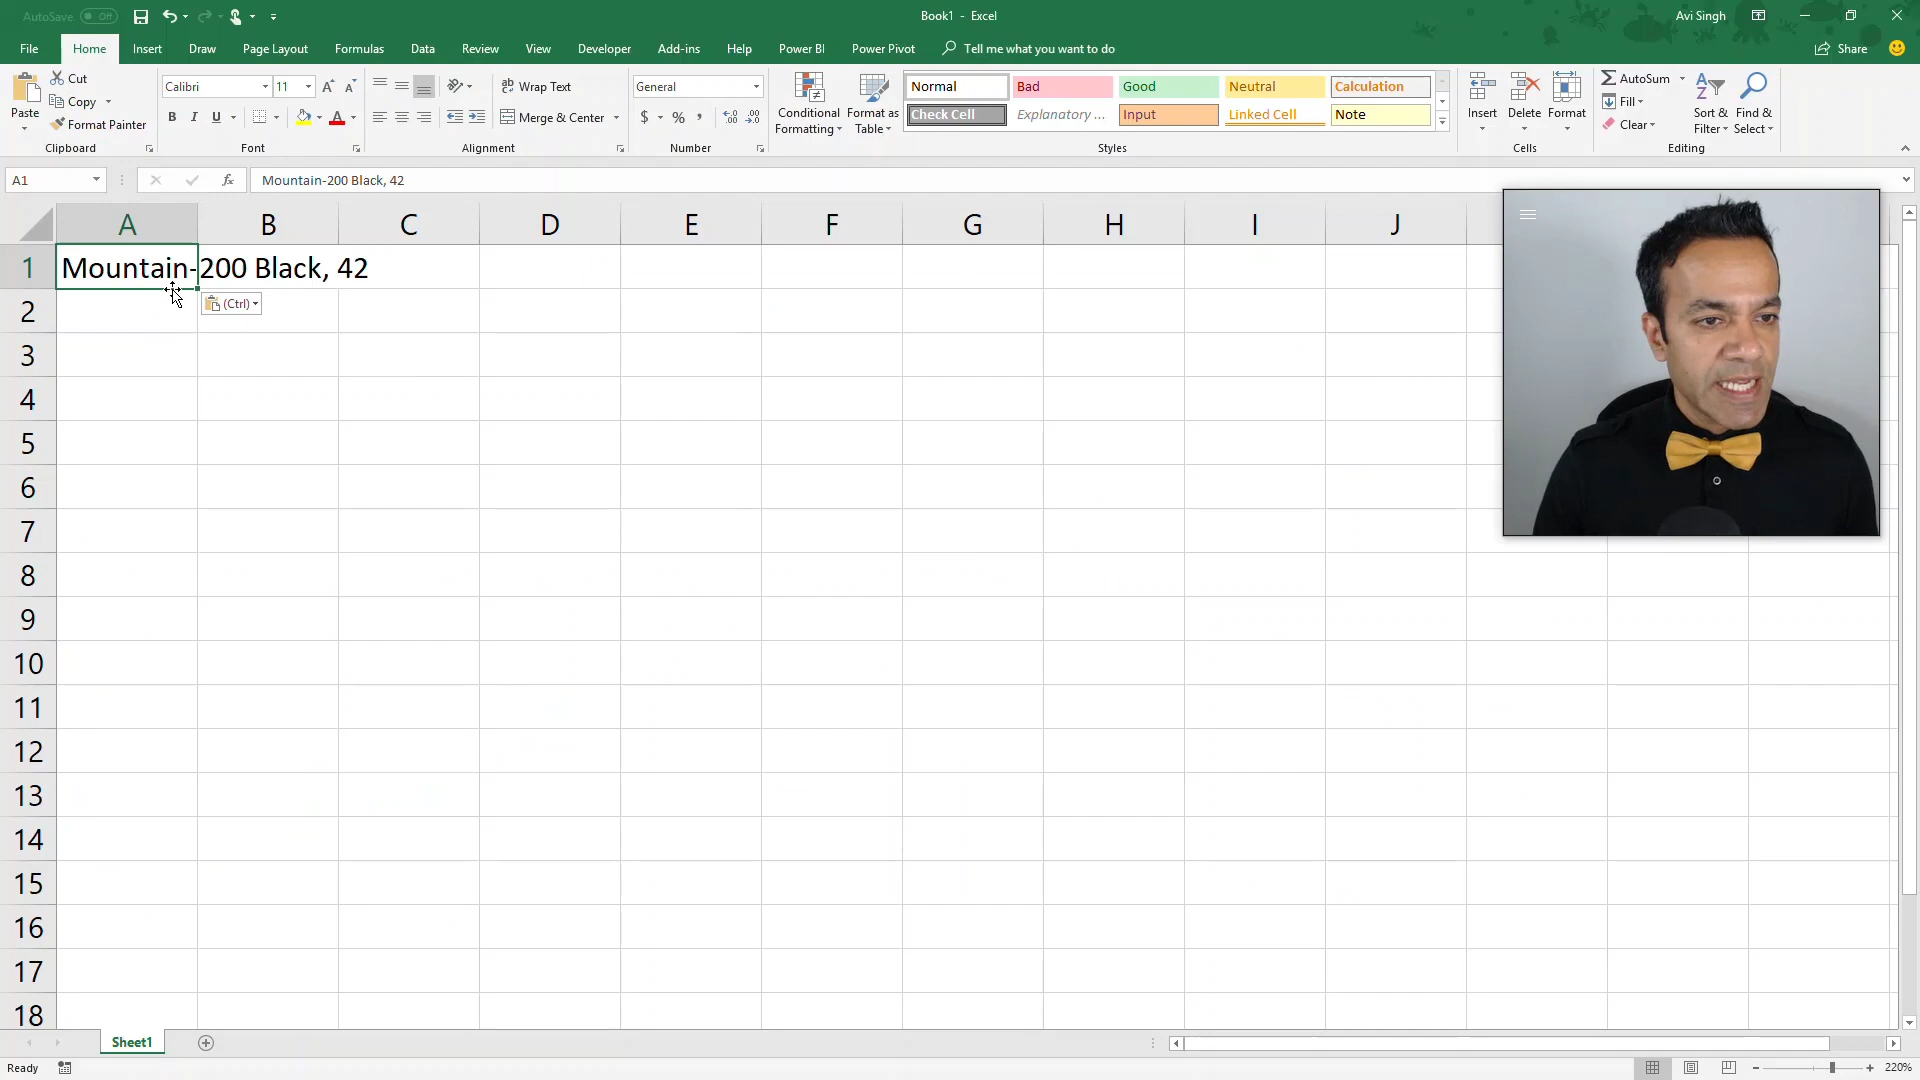 AutoSave Off
Book1 - Excel
Avi Singh
File Home Insert Draw Page Layout Formulas Data Review View Developer Add-ins Help Power BI Power Pivot Tell me what you want to do Share
Paste
Cut
Copy
Format Painter
Clipboard
Calibri 11
A A
B I U A
Font
Wrap Text
Merge & Center
Alignment
General
$ % ,
Number
Conditional Formatting
Format as Table
Normal Bad Good Neutral Calculation
Check Cell Explanatory ... Input Linked Cell Note
Styles
Insert Delete Format
Cells
AutoSum
Fill
Clear
Sort & Filter
Find & Select
Editing
A1 fx Mountain-200 Black, 42
A B C D E F G H I J
1 Mountain-200 Black, 42
(Ctrl)
2
3
4
5
6
7
8
9
10
11
12
13
14
15
16
17
18
Sheet1
Ready
220%